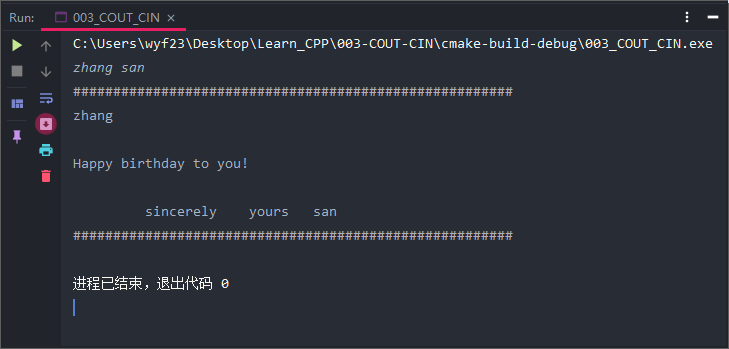 Run: 003_COUT_CIN ×
C:\Users\wyf23\Desktop\Learn_CPP\003-COUT-CIN\cmake-build-debug\003_COUT_CIN.exe
zhang san
#######################################################
zhang
Happy birthday to you!
sincerely yours san
#######################################################
进程已结束，退出代码 0